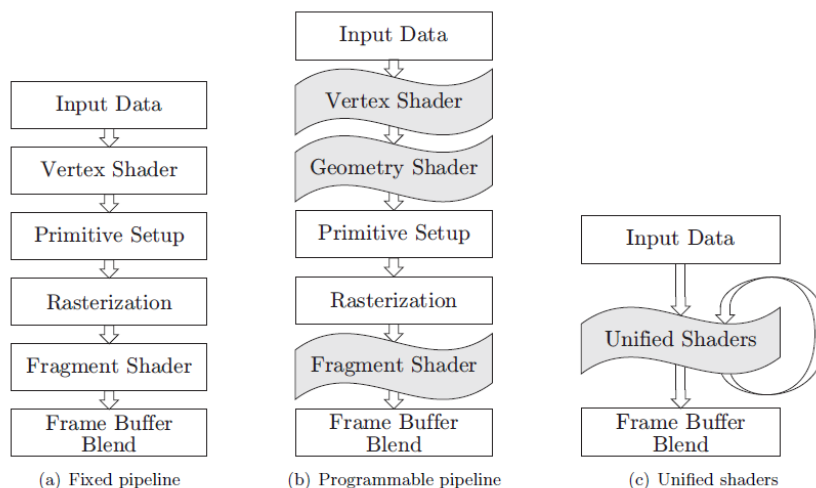 Input Data
Vertex Shader
Primitive Setup
Rasterization
Fragment Shader
Frame Buffer
Blend
(a) Fixed pipeline
Input Data
Vertex Shader
Geometry Shader
Primitive Setup
Rasterization
Fragment Shader
Frame Buffer
Blend
(b) Programmable pipeline
Input Data
Unified Shaders
Frame Buffer
Blend
(c) Unified shaders